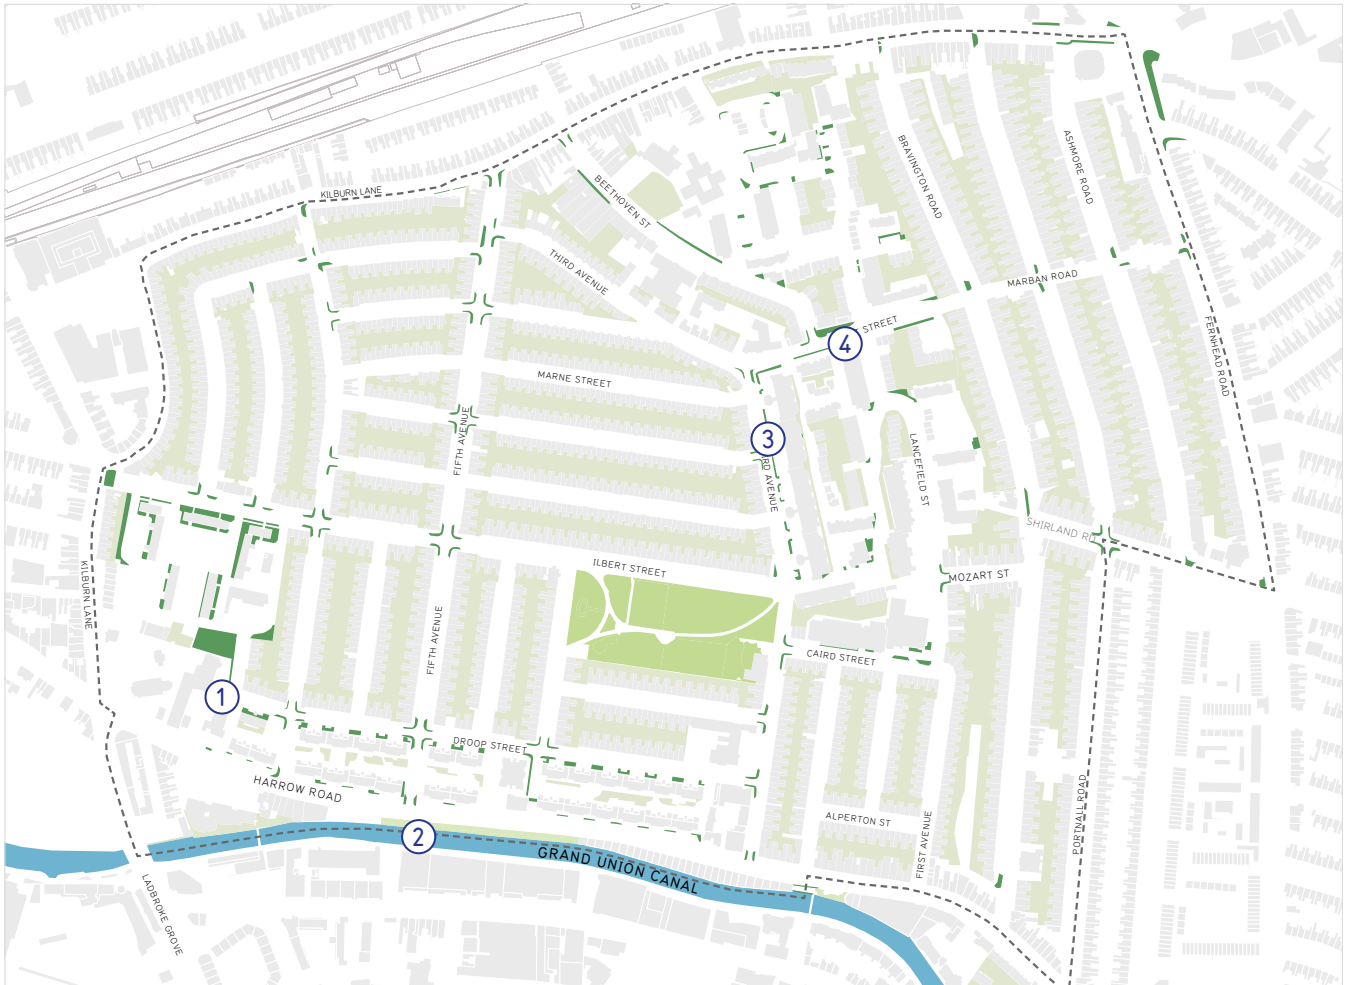 KILBURN LANE
BEETHOVEN ST
BRAVINGTON ROAD
ASHMORE ROAD
THIRD AVENUE
MARBAN ROAD
STREET
4
FERNHEAD ROAD
MARNE STREET
FIFTH AVENUE
3
AVENUE
LANCEFIELD ST
SHIRLAND RD
ILBERT STREET
MOZART ST
KILBURN LANE
FIFTH AVENUE
CAIRD STREET
1
DROOP STREET
HARROW ROAD
ALPERTON ST
FIRST AVENUE
PORTNALL ROAD
2
GRAND UNION CANAL
LADBROKE GROVE